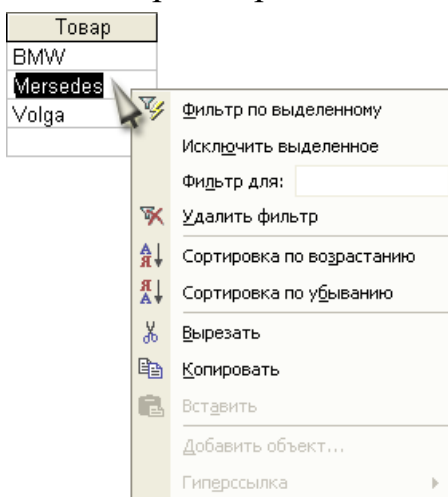 Товар
BMW
Mersedes
Volga
Фильтр по выделенному
Исключить выделенное
Фильтр для:
Удалить фильтр
Сортировка по возрастанию
Сортировка по убыванию
Вырезать
Копировать
Вставить
Добавить объект...
Гиперссылка